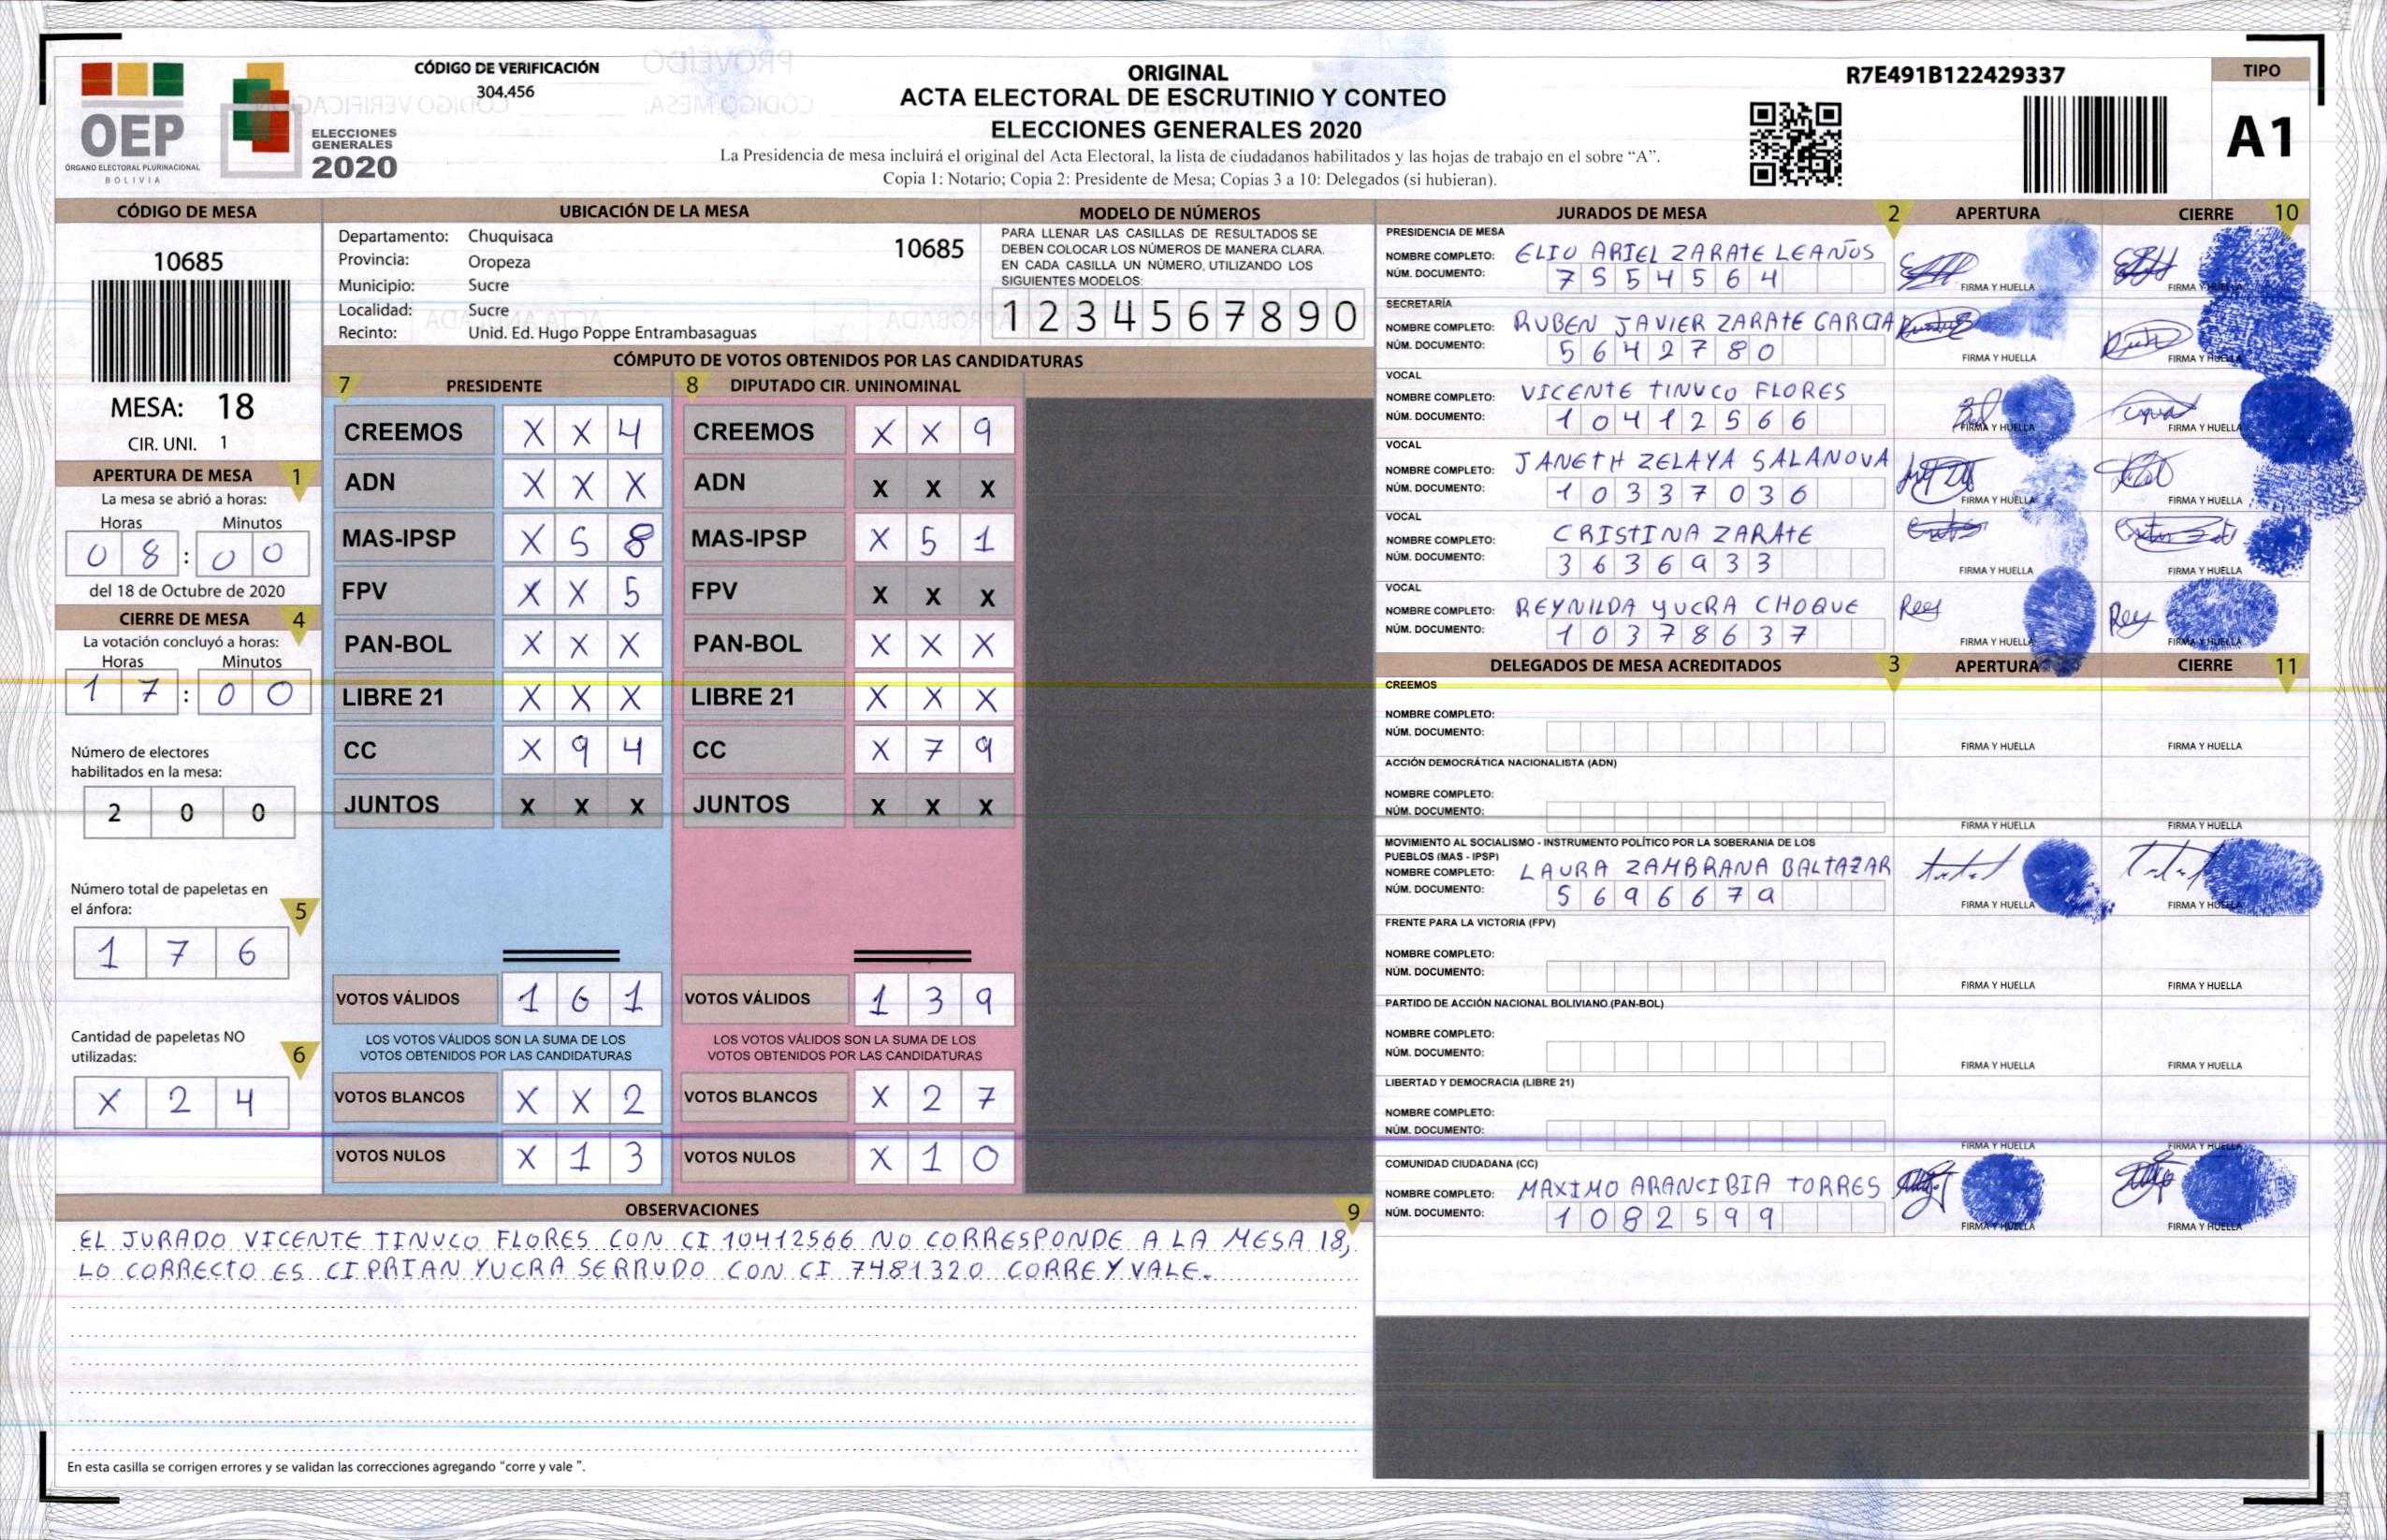 CÓDIGO DE VERIFICACIÓN
304,456
OEP
ÓRGANO ELECTORAL PLURINACIONAL
BOLIVIA
ELECCIONES
GENERALES
2020
ORIGINAL
ACTA ELECTORAL DE ESCRUTINIO Y CONTEO
ELECCIONES GENERALES 2020
La Presidencia de mesa incluirá el original del Acta Electoral, la lista de ciudadanos habilitados y las hojas de trabajo en el sobre “A”.
Copia 1: Notario; Copia 2: Presidente de Mesa; Copias 3 a 10: Delegados (si hubieran).
R7E491B122429337
TIPO
A1
CÓDIGO DE MESA
10685
MESA: 18
CIR. UNI. 1
APERTURA DE MESA 1
La mesa se abrió a horas:
Horas Minutos
0 8 : 0 0
del 18 de Octubre de 2020
CIERRE DE MESA 4
La votación concluyó a horas:
Horas Minutos
1 7 : 0 0
Número de electores
habilitados en la mesa:
2 0 0
Número total de papeletas en
el ánfora: 5
1 7 6
Cantidad de papeletas NO
utilizadas: 6
X 2 4
UBICACIÓN DE LA MESA
Departamento: Chuquisaca
10685
Provincia: Oropeza
Municipio: Sucre
Localidad: Sucre
Recinto: Unid. Ed. Hugo Poppe Entrambasaguas
MODELO DE NÚMEROS
PARA LLENAR LAS CASILLAS DE RESULTADOS SE
DEBEN COLOCAR LOS NÚMEROS DE MANERA CLARA.
EN CADA CASILLA UN NÚMERO, UTILIZANDO LOS
SIGUIENTES MODELOS:
1 2 3 4 5 6 7 8 9 0
CÓMPUTO DE VOTOS OBTENIDOS POR LAS CANDIDATURAS
7 PRESIDENTE 8 DIPUTADO CIR. UNINOMINAL
CREEMOS X X 4 CREEMOS X X 9
ADN X X X ADN X X X
MAS-IPSP X 5 8 MAS-IPSP X 5 1
FPV X X 5 FPV X X X
PAN-BOL X X X PAN-BOL X X X
LIBRE 21 X X X LIBRE 21 X X X
CC X 9 4 CC X 7 9
JUNTOS X X X JUNTOS X X X
VOTOS VÁLIDOS 1 6 1 VOTOS VÁLIDOS 1 3 9
LOS VOTOS VÁLIDOS SON LA SUMA DE LOS LOS VOTOS VÁLIDOS SON LA SUMA DE LOS
VOTOS OBTENIDOS POR LAS CANDIDATURAS VOTOS OBTENIDOS POR LAS CANDIDATURAS
VOTOS BLANCOS X X 2 VOTOS BLANCOS X 2 7
VOTOS NULOS X 1 3 VOTOS NULOS X 1 0
OBSERVACIONES 9
EL JURADO VICENTE TINUCO FLORES CON CI 10412566 NO CORRESPONDE A LA MESA 18,
LO CORRECTO ES CIPRIAN YUCRA SERRUDO CON CI 7481320 CORRE Y VALE.
En esta casilla se corrigen errores y se validan las correcciones agregando “corre y vale ”.
JURADOS DE MESA 2 APERTURA CIERRE 10
PRESIDENCIA DE MESA
NOMBRE COMPLETO: ELIO ARIEL ZARATE LEAÑOS
NÚM. DOCUMENTO: 7 5 5 4 5 6 4
FIRMA Y HUELLA FIRMA Y HUELLA
SECRETARÍA
NOMBRE COMPLETO: RUBEN JAVIER ZARATE GARCIA
NÚM. DOCUMENTO: 5 6 4 2 7 8 0
FIRMA Y HUELLA FIRMA Y HUELLA
VOCAL
NOMBRE COMPLETO: VICENTE TINUCO FLORES
NÚM. DOCUMENTO: 1 0 4 1 2 5 6 6
FIRMA Y HUELLA FIRMA Y HUELLA
VOCAL
NOMBRE COMPLETO: JANETH ZELAYA SALANOVA
NÚM. DOCUMENTO: 1 0 3 3 7 0 3 6
FIRMA Y HUELLA FIRMA Y HUELLA
VOCAL
NOMBRE COMPLETO: CRISTINA ZARATE
NÚM. DOCUMENTO: 3 6 3 6 9 3 3
FIRMA Y HUELLA FIRMA Y HUELLA
VOCAL
NOMBRE COMPLETO: REYNILDA YUCRA CHOQUE
NÚM. DOCUMENTO: 1 0 3 7 8 6 3 7
FIRMA Y HUELLA FIRMA Y HUELLA
DELEGADOS DE MESA ACREDITADOS 3 APERTURA CIERRE 11
CREEMOS
NOMBRE COMPLETO:
NÚM. DOCUMENTO:
FIRMA Y HUELLA FIRMA Y HUELLA
ACCIÓN DEMOCRÁTICA NACIONALISTA (ADN)
NOMBRE COMPLETO:
NÚM. DOCUMENTO:
FIRMA Y HUELLA FIRMA Y HUELLA
MOVIMIENTO AL SOCIALISMO - INSTRUMENTO POLÍTICO POR LA SOBERANIA DE LOS
PUEBLOS (MAS - IPSP)
NOMBRE COMPLETO: LAURA ZAMBRANA BALTAZAR
NÚM. DOCUMENTO: 5 6 9 6 6 7 9
FIRMA Y HUELLA FIRMA Y HUELLA
FRENTE PARA LA VICTORIA (FPV)
NOMBRE COMPLETO:
NÚM. DOCUMENTO:
FIRMA Y HUELLA FIRMA Y HUELLA
PARTIDO DE ACCIÓN NACIONAL BOLIVIANO (PAN-BOL)
NOMBRE COMPLETO:
NÚM. DOCUMENTO:
FIRMA Y HUELLA FIRMA Y HUELLA
LIBERTAD Y DEMOCRACIA (LIBRE 21)
NOMBRE COMPLETO:
NÚM. DOCUMENTO:
FIRMA Y HUELLA FIRMA Y HUELLA
COMUNIDAD CIUDADANA (CC)
NOMBRE COMPLETO: MAXIMO ARANCIBIA TORRES
NÚM. DOCUMENTO: 1 0 8 2 5 9 9
FIRMA Y HUELLA FIRMA Y HUELLA